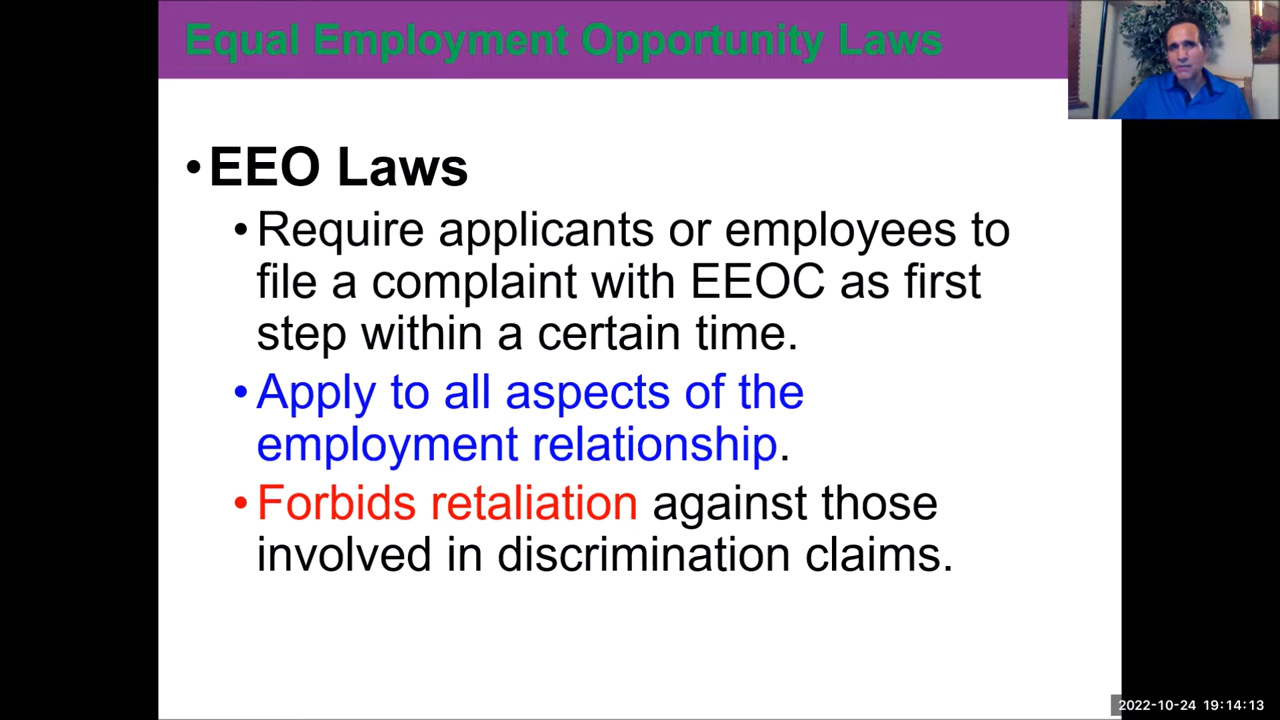 Equal Employment Opportunity Laws
•EEO Laws
•Require applicants or employees to
file a complaint with EEOC as first
step within a certain time.
•Apply to all aspects of the
employment relationship.
•Forbids retaliation against those
involved in discrimination claims.
2022-10-24 19:14:13